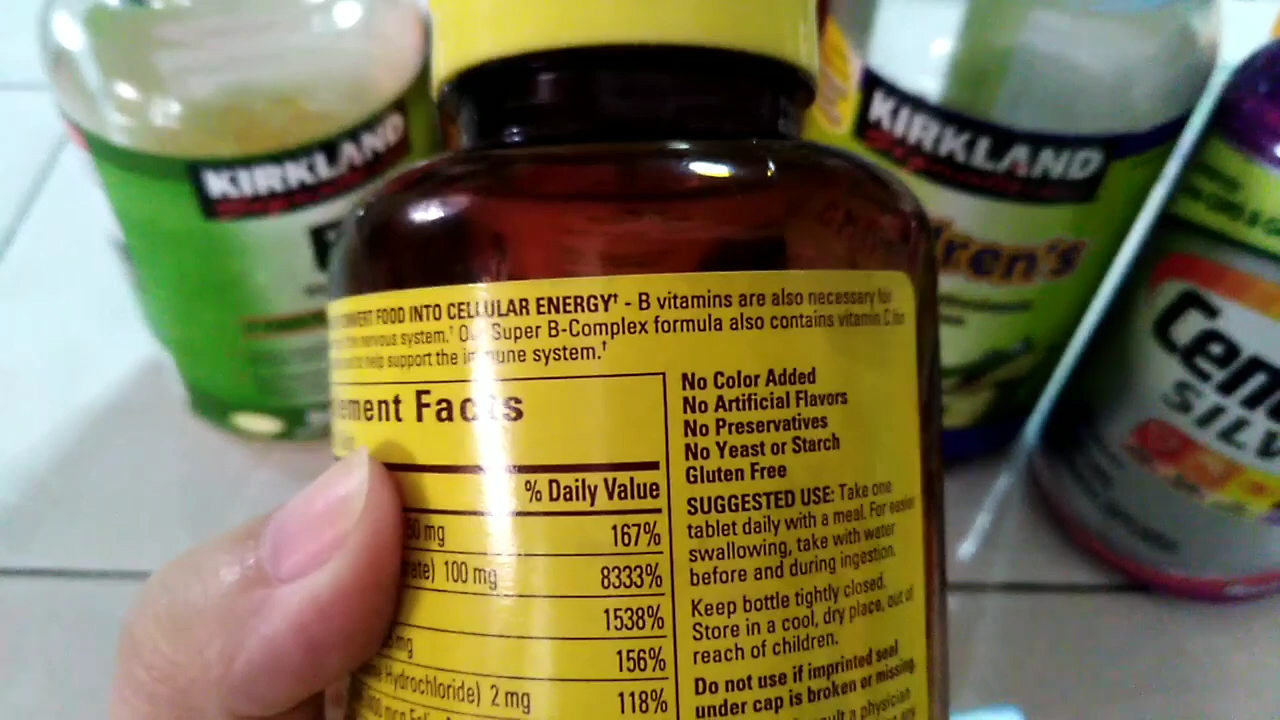 KIRKLAND
KIRKLAND
ren's
Cen
SILV
FOOD INTO CELLULAR ENERGY† - B vitamins are also necessary for
nervous system.† Our Super B-Complex formula also contains vitamin C
to help support the immune system.†
ement Facts
% Daily Value
mg 167%
rate) 100 mg 8333%
1538%
mg 156%
Hydrochloride) 2 mg 118%
No Color Added
No Artificial Flavors
No Preservatives
No Yeast or Starch
Gluten Free
SUGGESTED USE: Take one
tablet daily with a meal. For easier
swallowing, take with water
before and during ingestion.
Keep bottle tightly closed.
Store in a cool, dry place, out of
reach of children.
Do not use if imprinted seal
under cap is broken or missing.
a physician